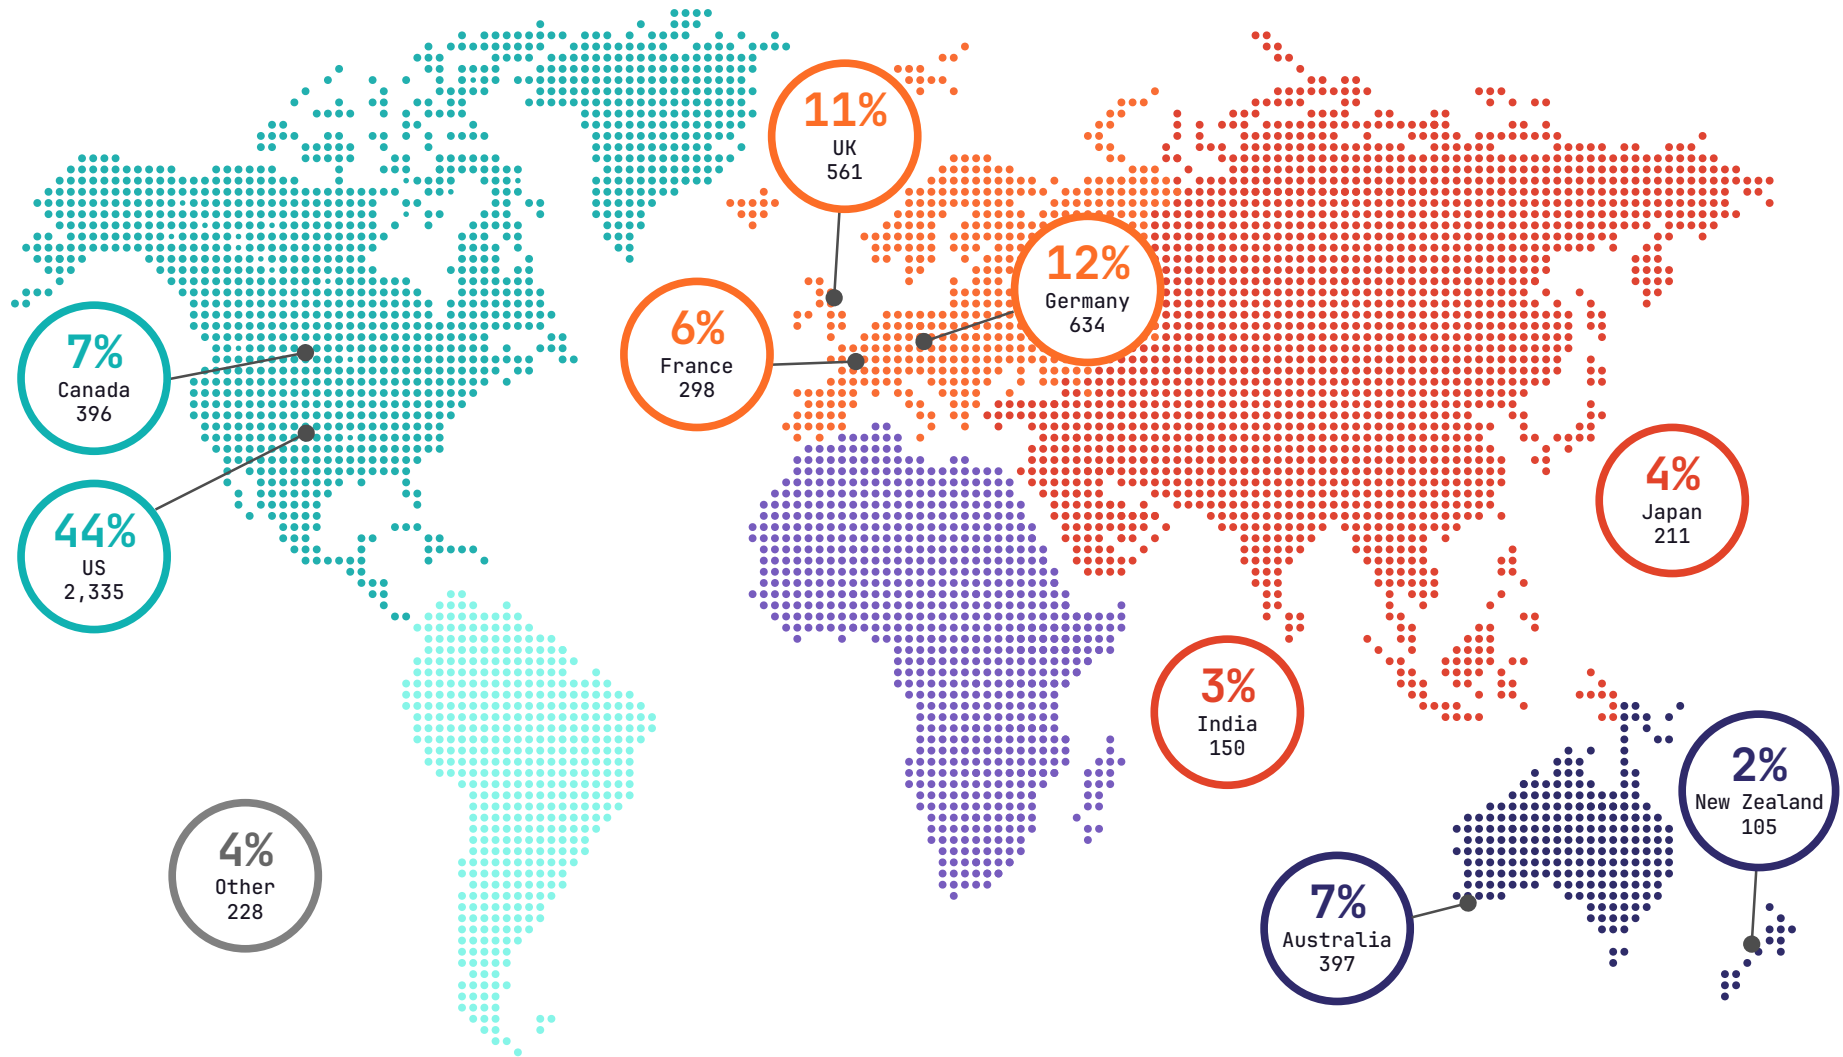 11%
UK
561
12%
Germany
634
6%
France
298
7%
Canada
396
44%
US
2,335
4%
Japan
211
3%
India
150
2%
New Zealand
105
4%
Other
228
7%
Australia
397